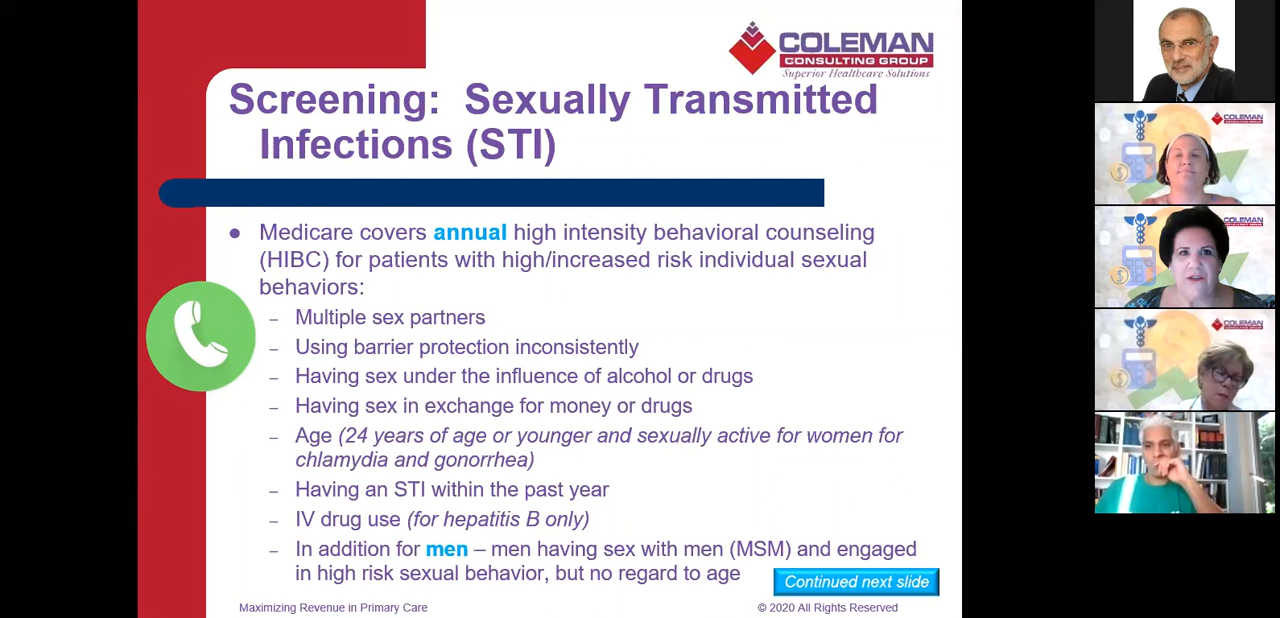 COLEMAN
CONSULTING GROUP
Superior Healthcare Solutions
Screening: Sexually Transmitted
Infections (STI)
● Medicare covers annual high intensity behavioral counseling
(HIBC) for patients with high/increased risk individual sexual
behaviors:
– Multiple sex partners
– Using barrier protection inconsistently
– Having sex under the influence of alcohol or drugs
– Having sex in exchange for money or drugs
– Age (24 years of age or younger and sexually active for women for
chlamydia and gonorrhea)
– Having an STI within the past year
– IV drug use (for hepatitis B only)
– In addition for men – men having sex with men (MSM) and engaged
in high risk sexual behavior, but no regard to age
Continued next slide
Maximizing Revenue in Primary Care
© 2020 All Rights Reserved
COLEMAN
COLEMAN
COLEMAN